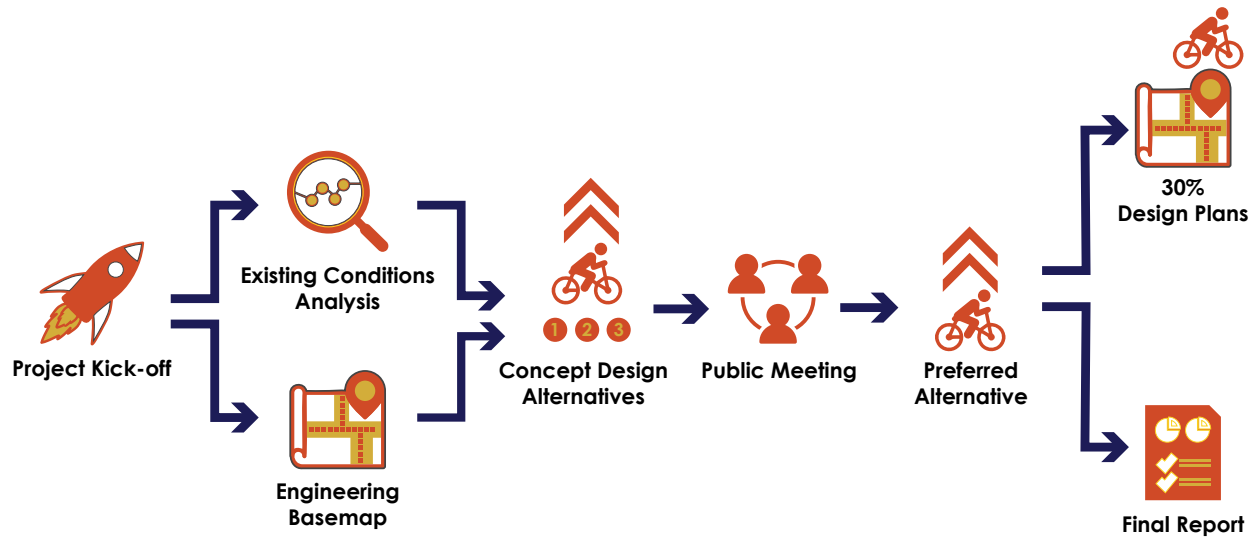 Project Kick-off
Existing Conditions
Analysis
Engineering
Basemap
1 2 3
Concept Design
Alternatives
Public Meeting
Preferred
Alternative
30%
Design Plans
Final Report